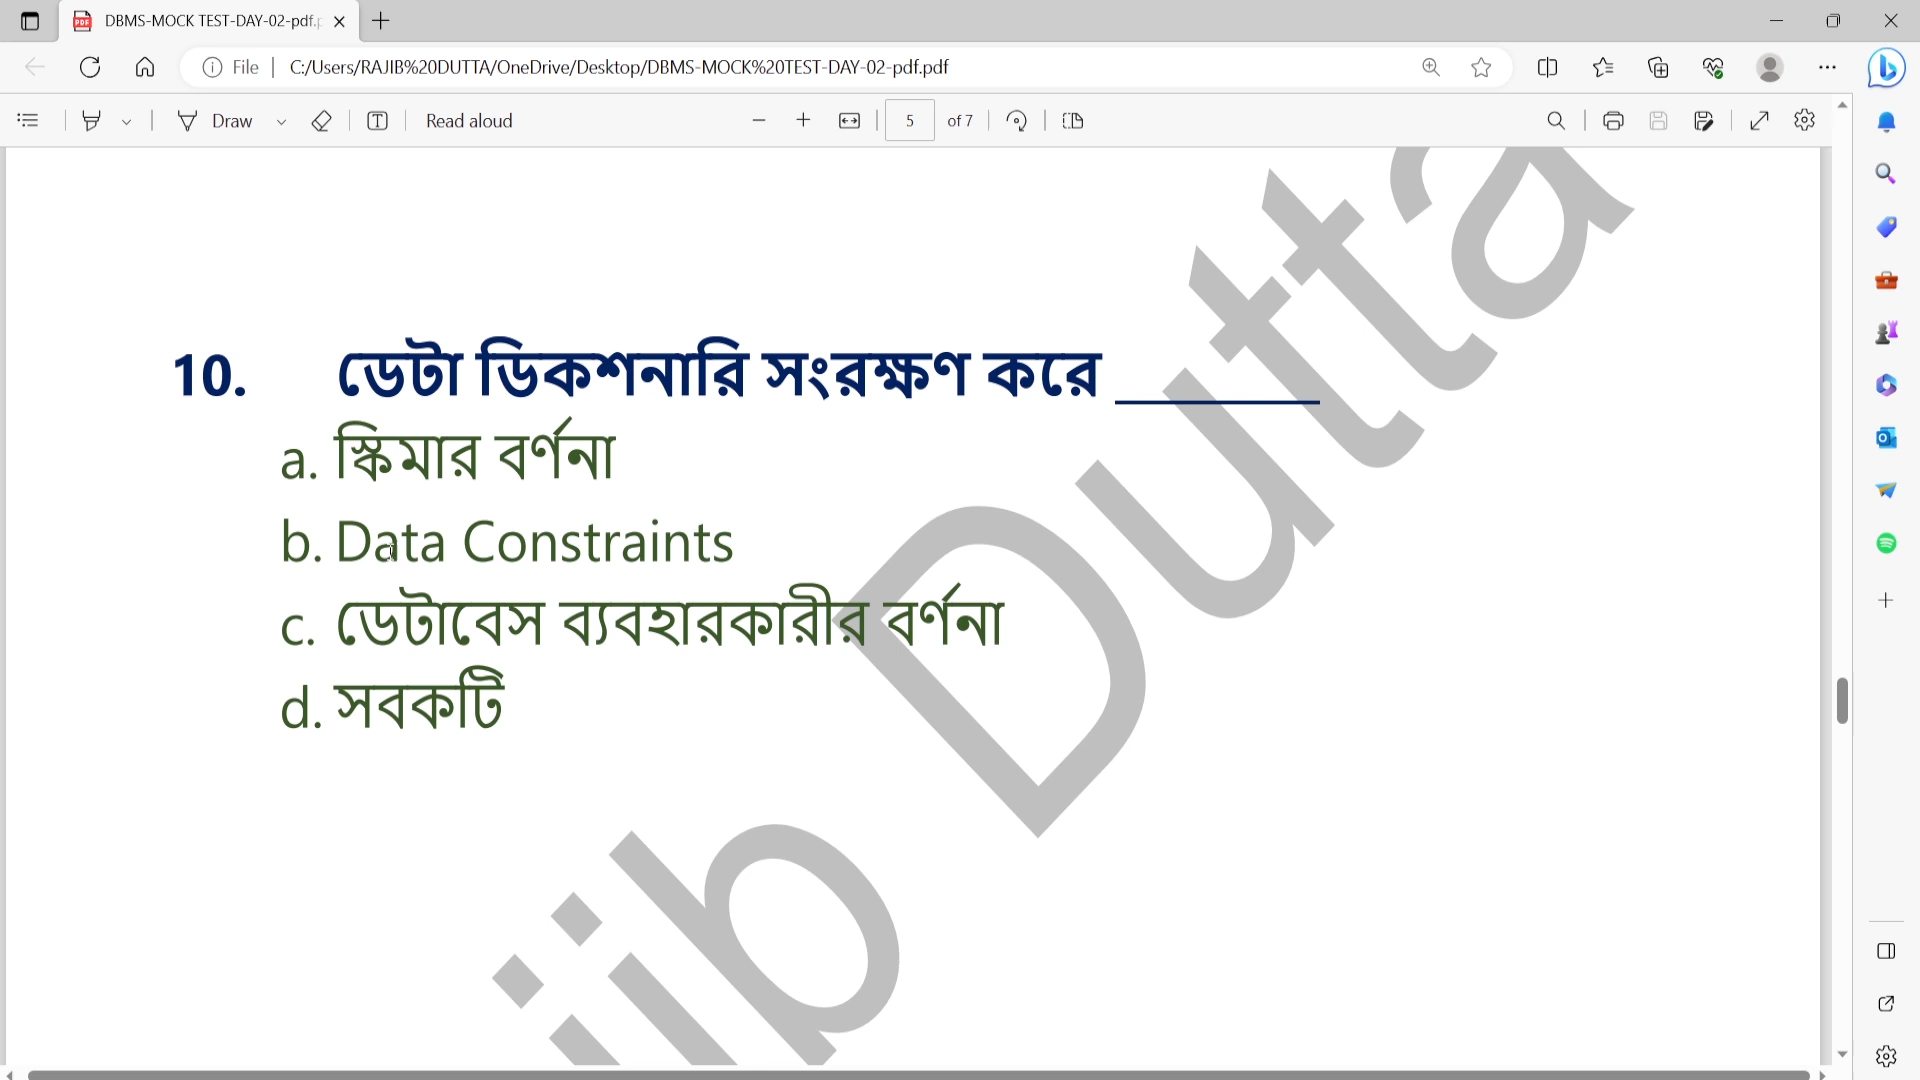 DBMS-MOCK TEST-DAY-02-pdf.p
File
C:/Users/RAJIB%20DUTTA/OneDrive/Desktop/DBMS-MOCK%20TEST-DAY-02-pdf.pdf
Draw
Read aloud
5 of 7
10. ডেটা ডিকশনারি সংরক্ষণ করে ________
a. স্কিমার বর্ণনা
b. Data Constraints
c. ডেটাবেস ব্যবহারকারীর বর্ণনা
d. সবকটি
jib Dutta